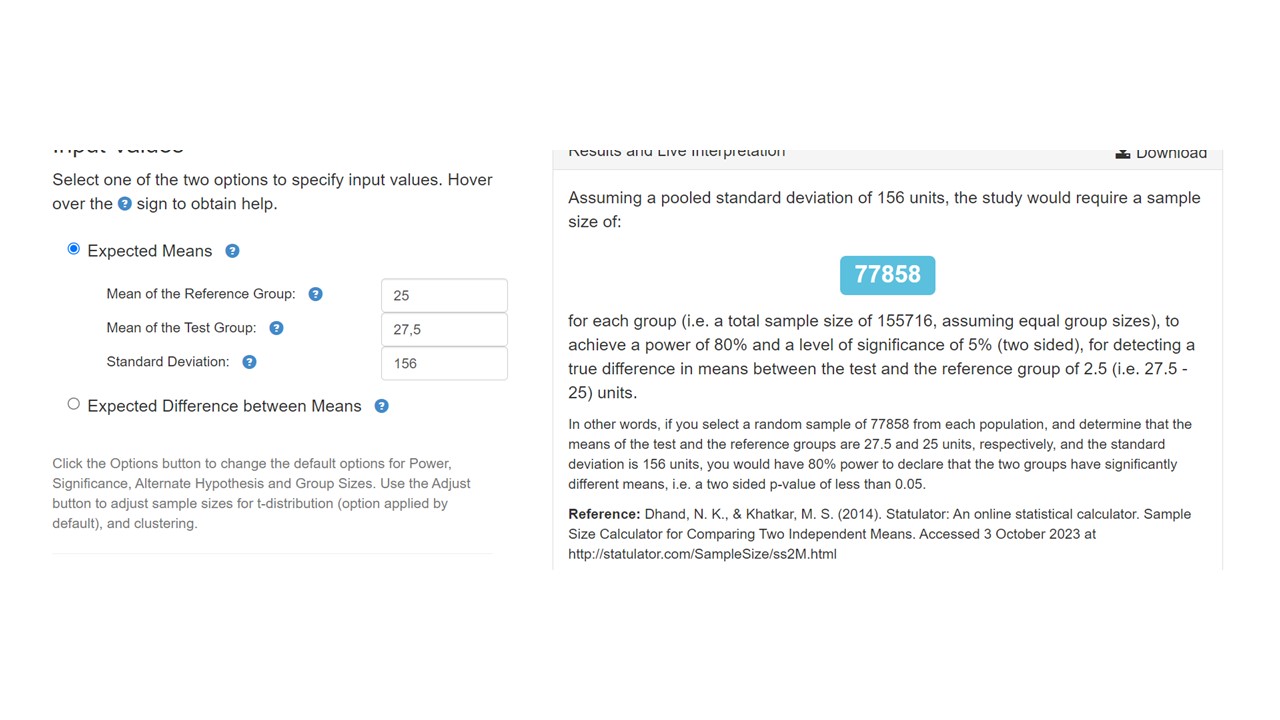 Input Values
Select one of the two options to specify input values. Hover
over the ? sign to obtain help.
Expected Means ?
Mean of the Reference Group: ? 25
Mean of the Test Group: ? 27,5
Standard Deviation: ? 156
Expected Difference between Means ?
Click the Options button to change the default options for Power,
Significance, Alternate Hypothesis and Group Sizes. Use the Adjust
button to adjust sample sizes for t-distribution (option applied by
default), and clustering.
Results and Live Interpretation
Download
Assuming a pooled standard deviation of 156 units, the study would require a sample
size of:
77858
for each group (i.e. a total sample size of 155716, assuming equal group sizes), to
achieve a power of 80% and a level of significance of 5% (two sided), for detecting a
true difference in means between the test and the reference group of 2.5 (i.e. 27.5 -
25) units.
In other words, if you select a random sample of 77858 from each population, and determine that the
means of the test and the reference groups are 27.5 and 25 units, respectively, and the standard
deviation is 156 units, you would have 80% power to declare that the two groups have significantly
different means, i.e. a two sided p-value of less than 0.05.
Reference: Dhand, N. K., & Khatkar, M. S. (2014). Statulator: An online statistical calculator. Sample
Size Calculator for Comparing Two Independent Means. Accessed 3 October 2023 at
http://statulator.com/SampleSize/ss2M.html